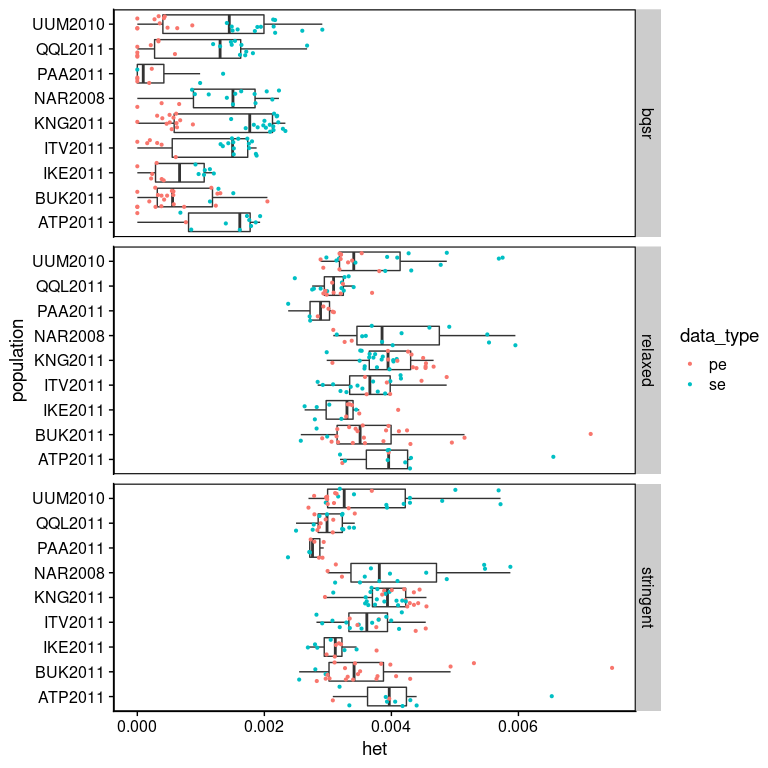 UUM2010
QQL2011
PAA2011
NAR2008
KNG2011
ITV2011
IKE2011
BUK2011
ATP2011
bqsr
UUM2010
QQL2011
PAA2011
NAR2008
KNG2011
ITV2011
IKE2011
BUK2011
ATP2011
relaxed
UUM2010
QQL2011
PAA2011
NAR2008
KNG2011
ITV2011
IKE2011
BUK2011
ATP2011
stringent
population
0.000 0.002 0.004 0.006
het
data_type
pe
se